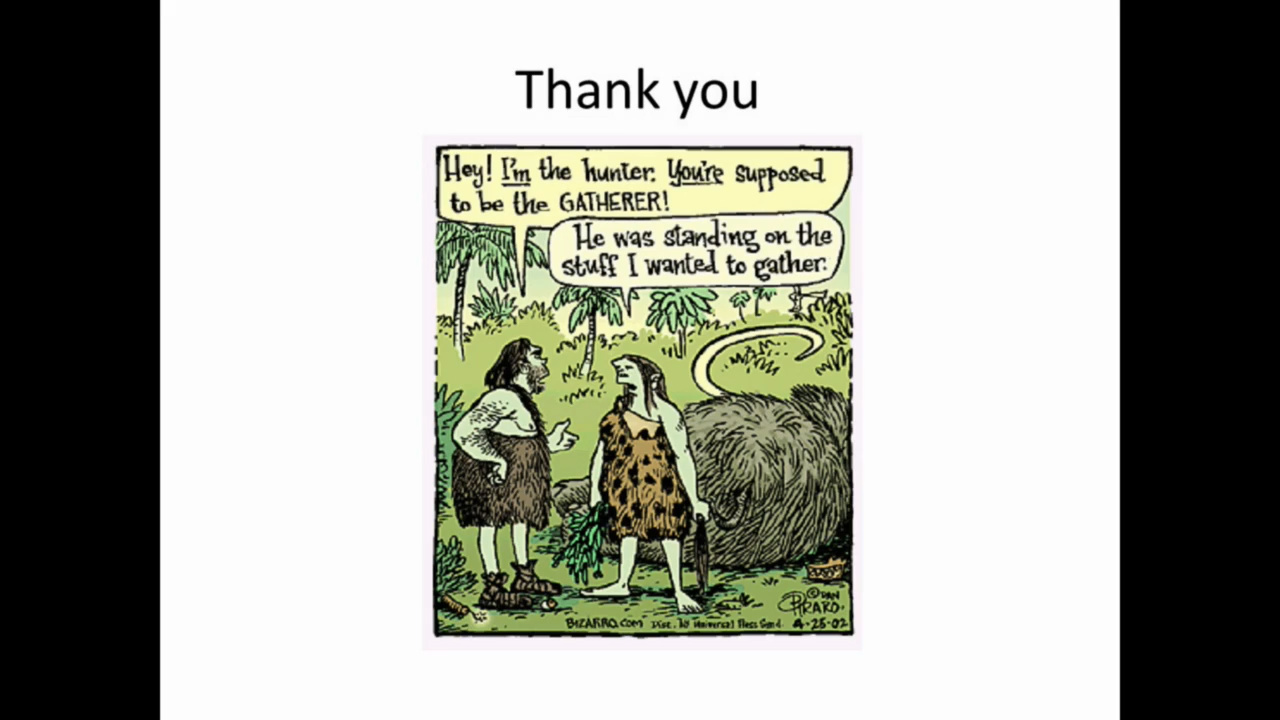 Thank you
Hey! I'm the hunter. You're supposed
to be the GATHERER!
He was standing on the
stuff I wanted to gather.
©DAN
PIRARO.
BIZARRO.COM Dist. by Universal Press Synd. 4-25-02